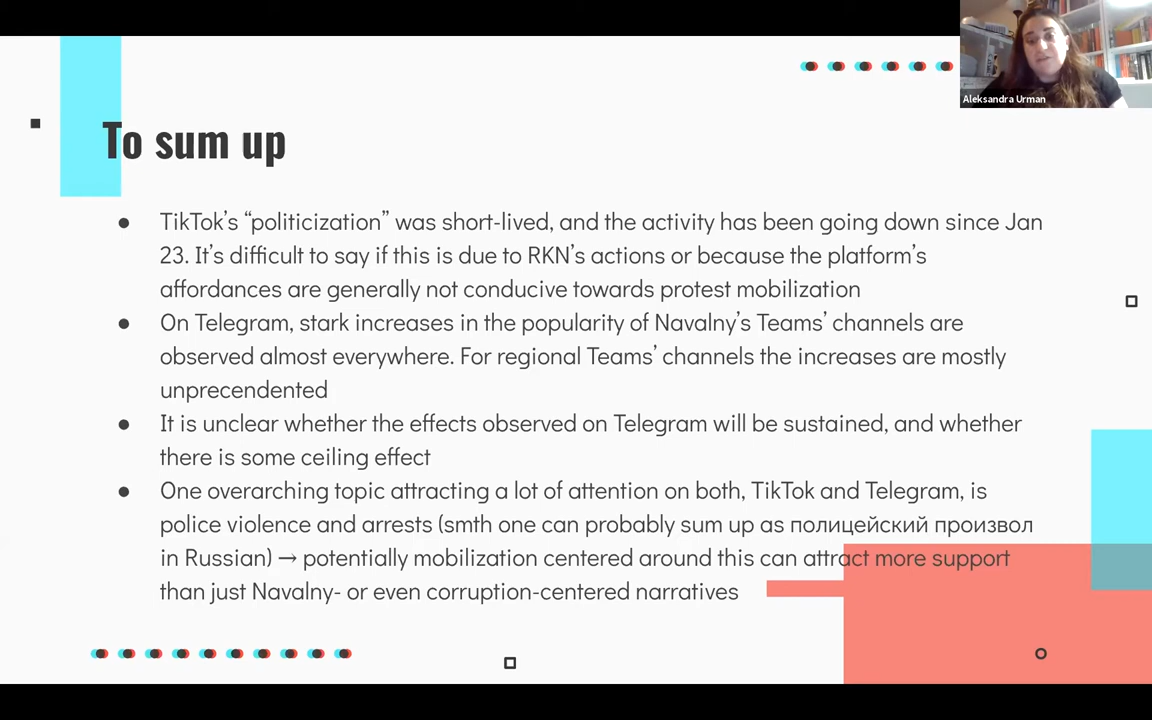 Aleksandra Urman
To sum up
● TikTok's “politicization” was short-lived, and the activity has been going down since Jan
23. It's difficult to say if this is due to RKN's actions or because the platform's
affordances are generally not conducive towards protest mobilization
● On Telegram, stark increases in the popularity of Navalny's Teams' channels are
observed almost everywhere. For regional Teams' channels the increases are mostly
unprecendented
● It is unclear whether the effects observed on Telegram will be sustained, and whether
there is some ceiling effect
● One overarching topic attracting a lot of attention on both, TikTok and Telegram, is
police violence and arrests (smth one can probably sum up as полицейский произвол
in Russian) → potentially mobilization centered around this can attract more support
than just Navalny- or even corruption-centered narratives